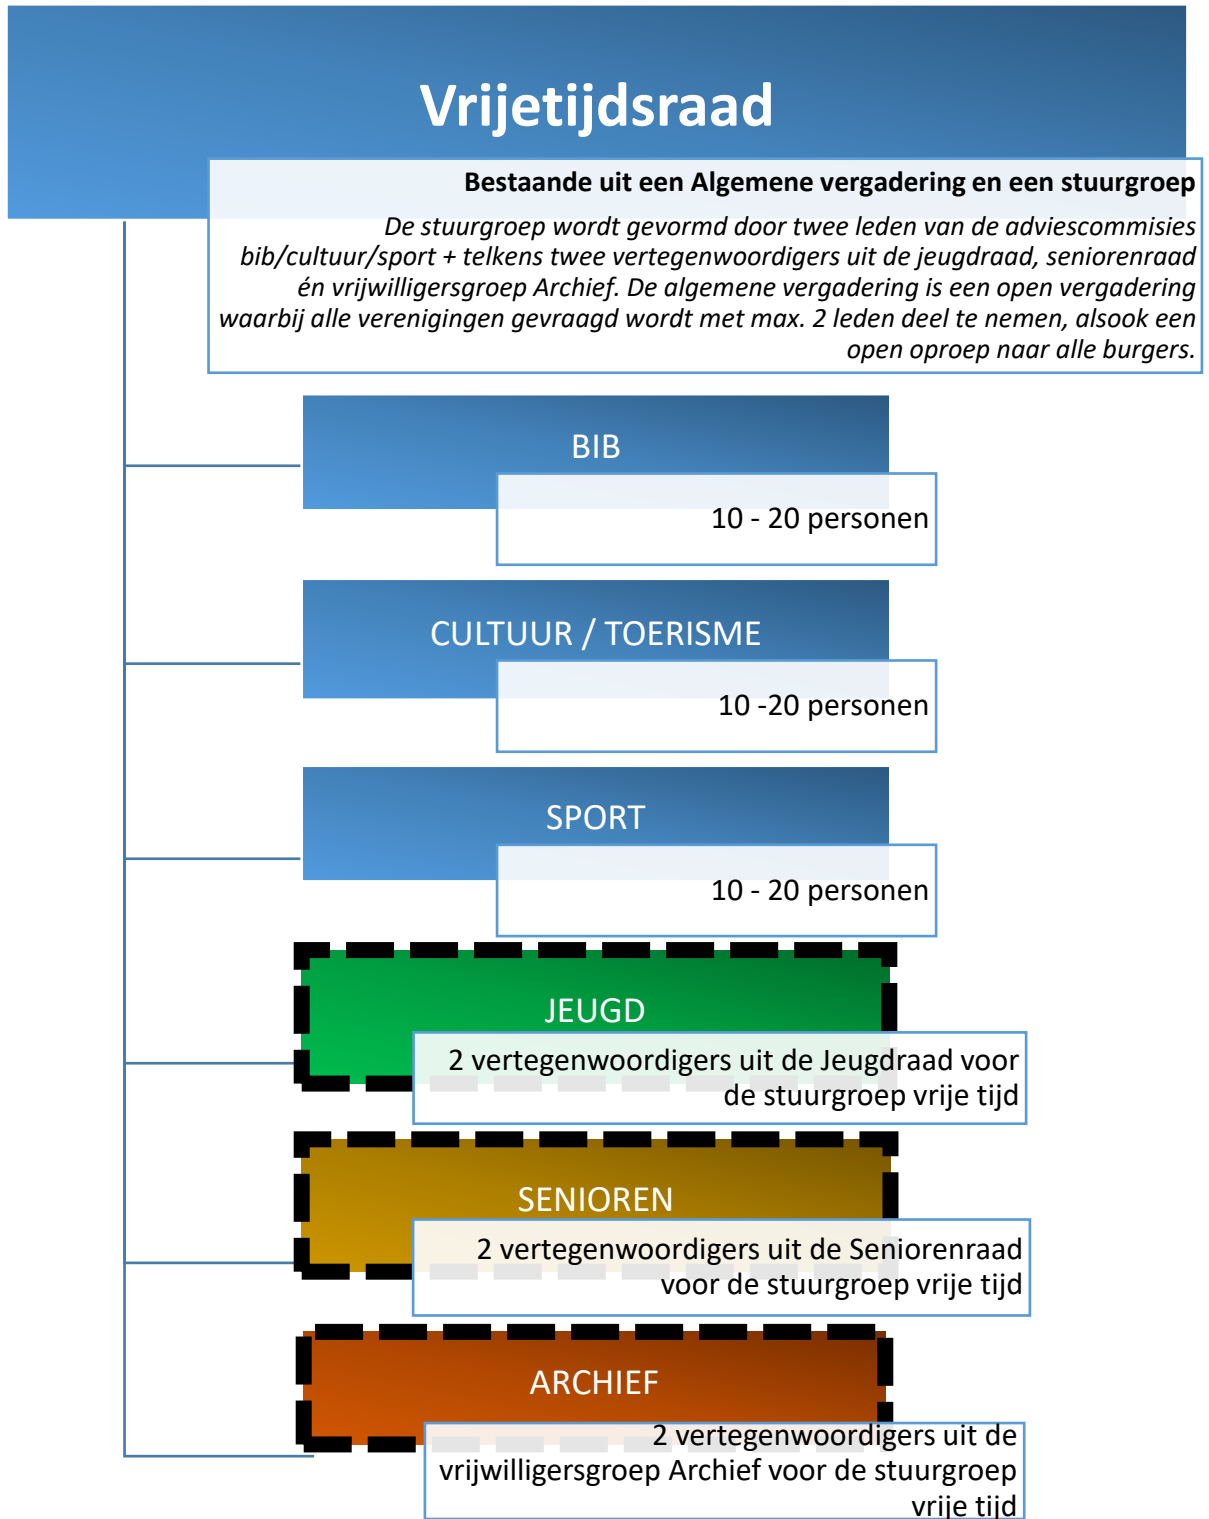 Vrijetijdsraad
Bestaande uit een Algemene vergadering en een stuurgroep
De stuurgroep wordt gevormd door twee leden van de adviescommisies
bib/cultuur/sport + telkens twee vertegenwoordigers uit de jeugdraad, seniorenraad
én vrijwilligersgroep Archief. De algemene vergadering is een open vergadering
waarbij alle verenigingen gevraagd wordt met max. 2 leden deel te nemen, alsook een
open oproep naar alle burgers.
BIB
10 - 20 personen
CULTUUR / TOERISME
10 -20 personen
SPORT
10 - 20 personen
JEUGD
2 vertegenwoordigers uit de Jeugdraad voor
de stuurgroep vrije tijd
SENIOREN
2 vertegenwoordigers uit de Seniorenraad
voor de stuurgroep vrije tijd
ARCHIEF
2 vertegenwoordigers uit de
vrijwilligersgroep Archief voor de stuurgroep
vrije tijd